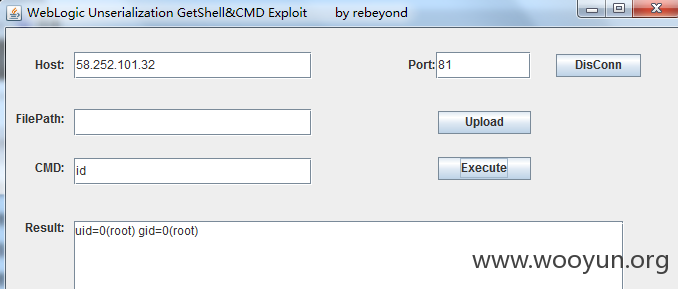 WebLogic Unserialization GetShell&CMD Exploit by rebeyond
Host: 58.252.101.32 Port: 81 DisConn
FilePath: Upload
CMD: id Execute
Result: uid=0(root) gid=0(root)
www.wooyun.org